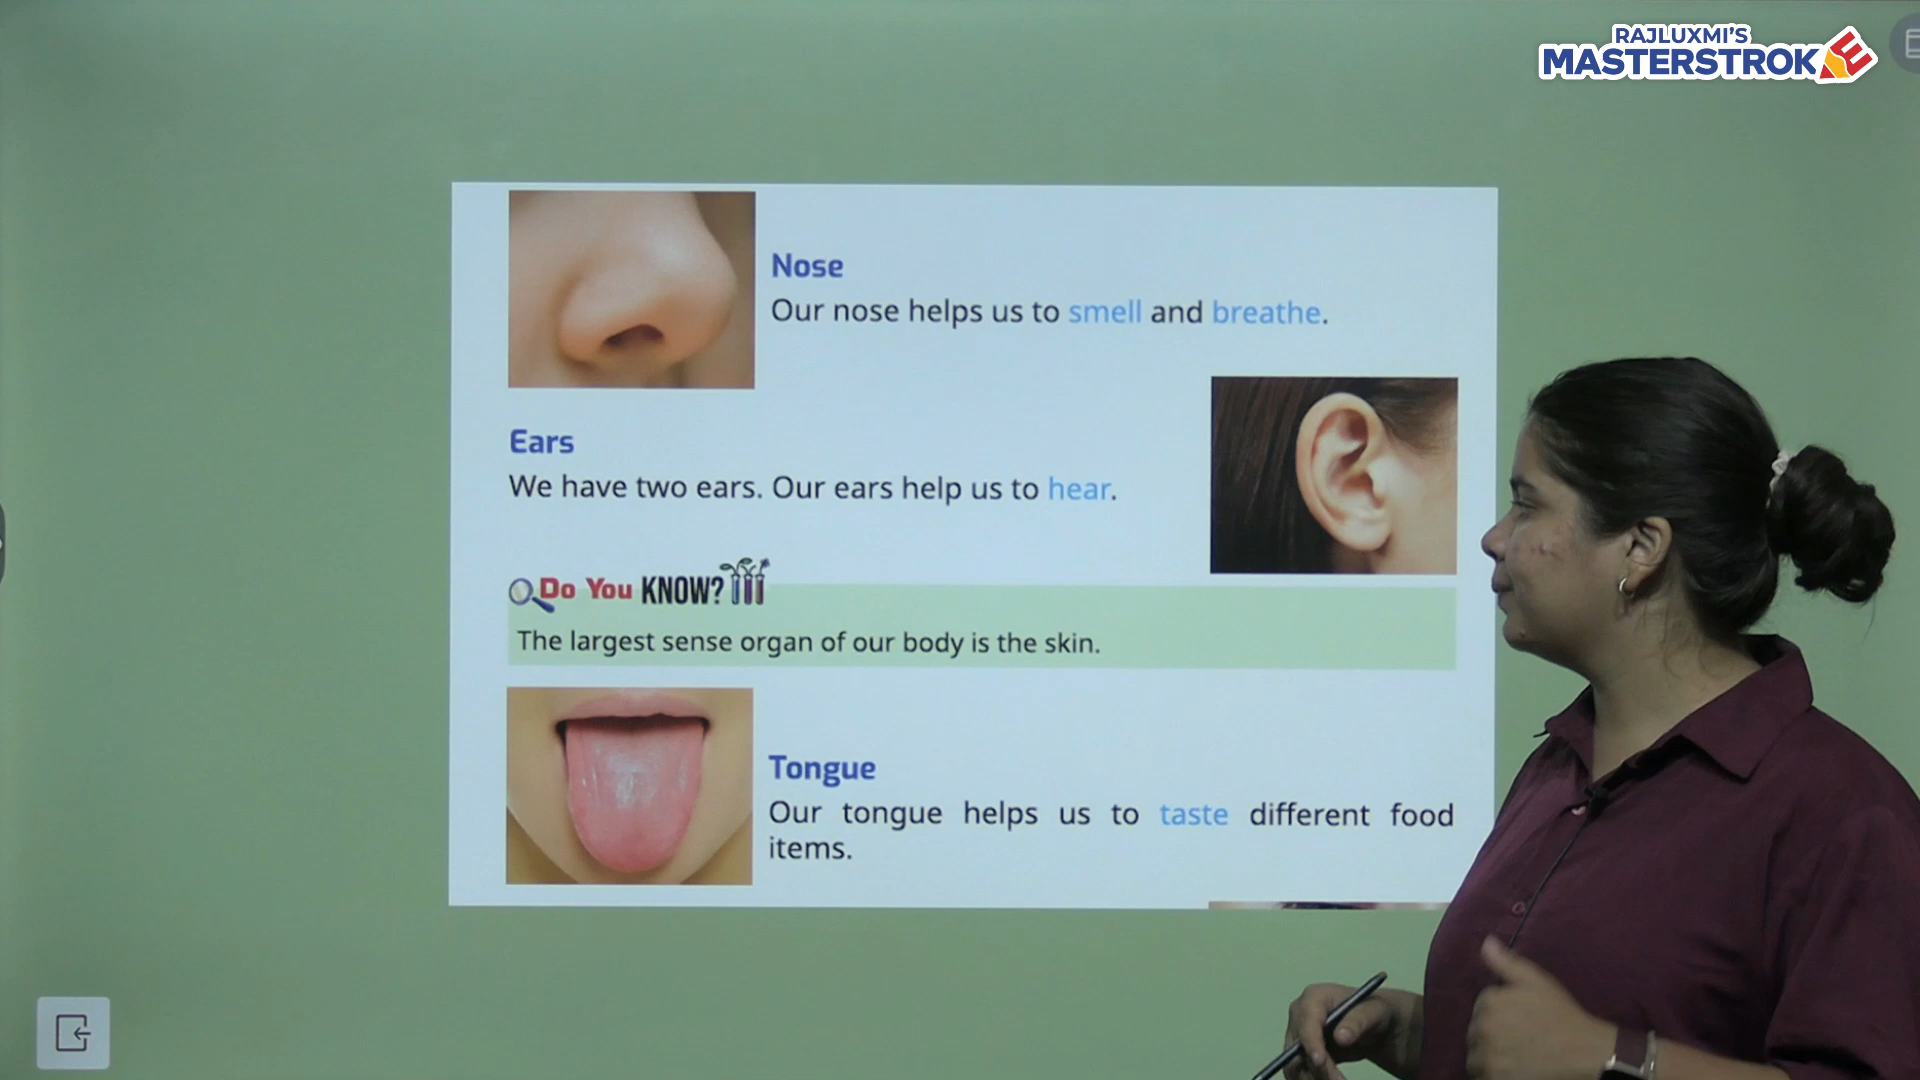 RAJLUXMI'S
MASTERSTROKE
Nose
Our nose helps us to smell and breathe.
Ears
We have two ears. Our ears help us to hear.
Do You KNOW?
The largest sense organ of our body is the skin.
Tongue
Our tongue helps us to taste different food
items.